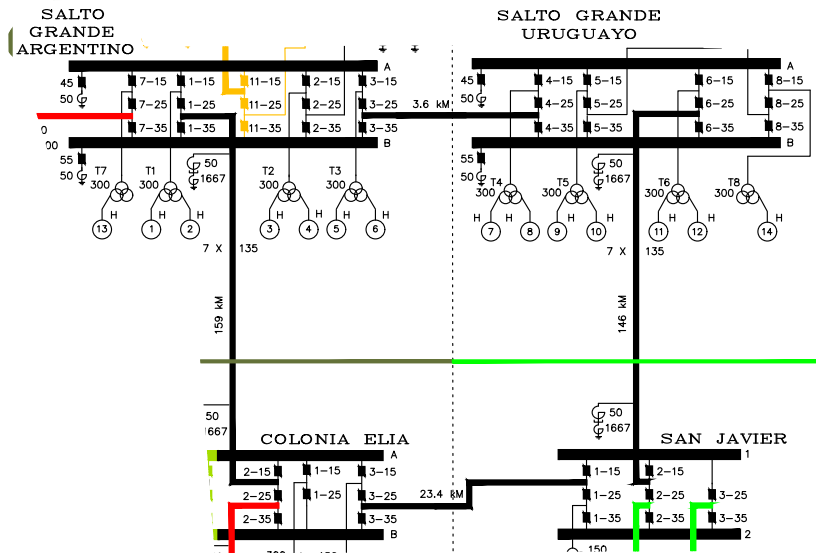 SALTO
GRANDE
ARGENTINO
SALTO GRANDE
URUGUAYO
A
45
50
7-15
1-15
11-15
2-15
3-15
7-25
1-25
11-25
2-25
3-25
7-35
1-35
11-35
2-35
3-35
3.6 kM
0
00
B
55
50
50
1667
T7
300
T1
300
T2
300
T3
300
H
H
H
H
H
H
13
1
2
3
4
5
6
7 X 135
159 kM
A
45
50
4-15
5-15
6-15
8-15
4-25
5-25
6-25
8-25
4-35
5-35
6-35
8-35
B
55
50
50
1667
T4
300
T5
300
T6
300
T8
300
H
H
H
H
H
H
H
7
8
9
10
11
12
14
7 X 135
146 kM
50
1667
COLONIA ELIA
A
2-15
1-15
3-15
2-25
1-25
3-25
2-35
3-35
B
23.4 kM
50
1667
SAN JAVIER
1
1-15
2-15
1-25
2-25
3-25
1-35
2-35
3-35
2
150